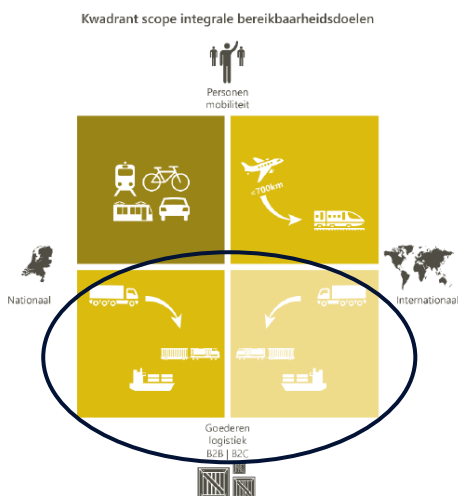 Kwadrant scope integrale bereikbaarheidsdoelen
Personen
mobiliteit
<700km
Nationaal
Internationaal
Goederen
logistiek
B2B | B2C